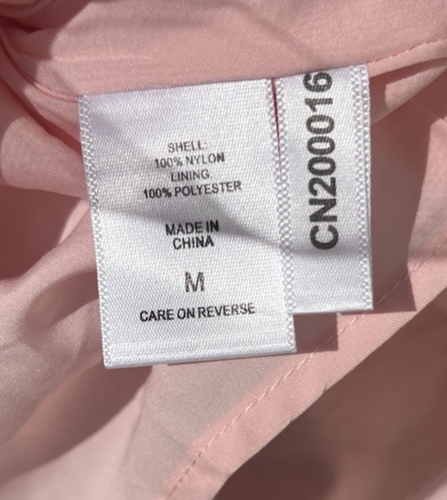 SHELL:
100% NYLON
LINING:
100% POLYESTER
MADE IN
CHINA
M
CARE ON REVERSE
CN200016